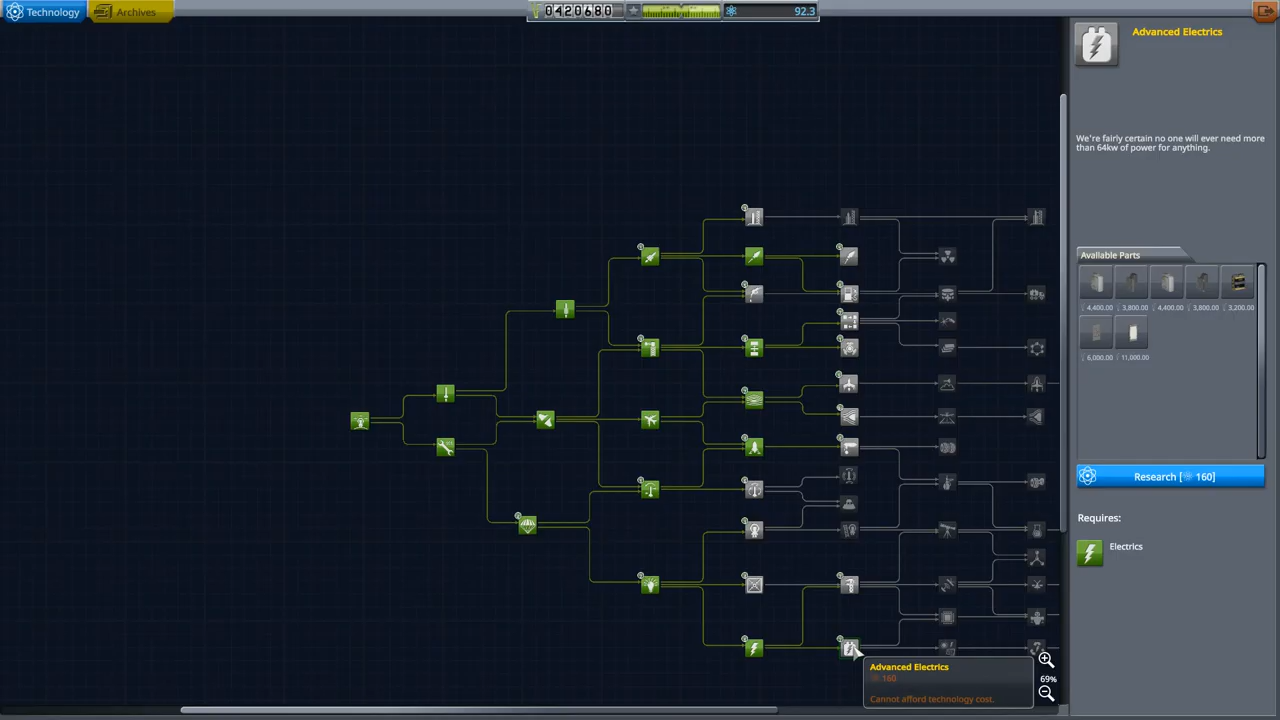 Technology
Archives
0420680
92.3
Advanced Electrics
We're fairly certain no one will ever need more
than 64kw of power for anything.
Available Parts
4,400.00 3,800.00 4,400.00 3,800.00 3,200.00
6,000.00 11,000.00
Research [ 160]
Requires:
Electrics
Advanced Electrics
160
Cannot afford technology cost.
69%